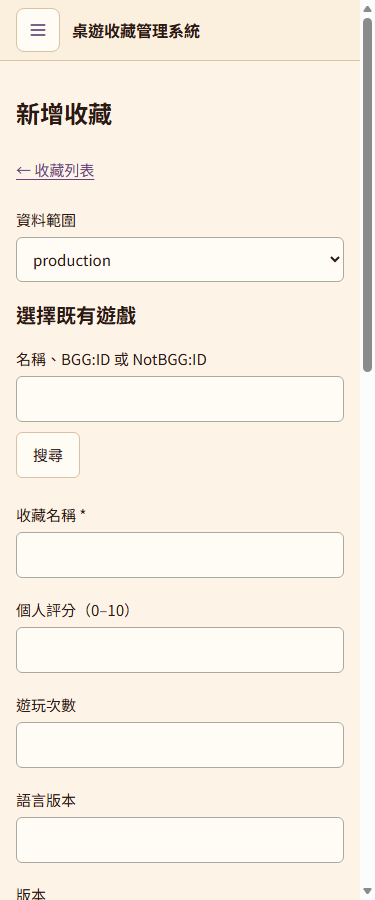 桌遊收藏管理系統
新增收藏
← 收藏列表
資料範圍
production
選擇既有遊戲
名稱、BGG:ID 或 NotBGG:ID
搜尋
收藏名稱 *
個人評分（0–10）
遊玩次數
語言版本
版本